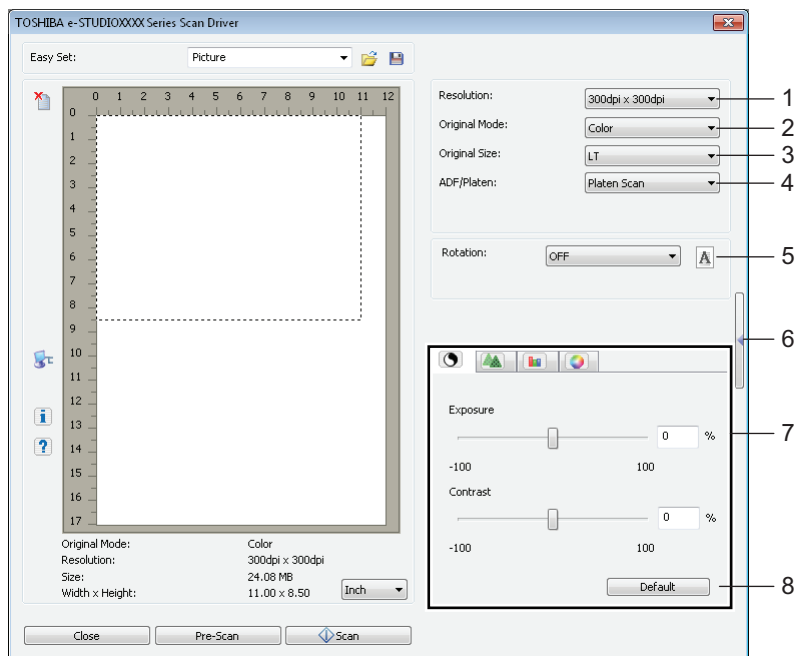 TOSHIBA e-STUDIOXXXX Series Scan Driver
Easy Set:
Picture
0 1 2 3 4 5 6 7 8 9 10 11 12
0
1
2
3
4
5
6
7
8
9
10
11
12
13
14
15
16
17
Original Mode: Color
Resolution: 300dpi x 300dpi
Size: 24.08 MB
Width x Height: 11.00 x 8.50
Inch
Close
Pre-Scan
Scan
Resolution: 300dpi x 300dpi 1
Original Mode: Color 2
Original Size: LT 3
ADF/Platen: Platen Scan 4
Rotation: OFF A 5
6
Exposure
0 %
7
-100 100
Contrast
0 %
-100 100
Default 8